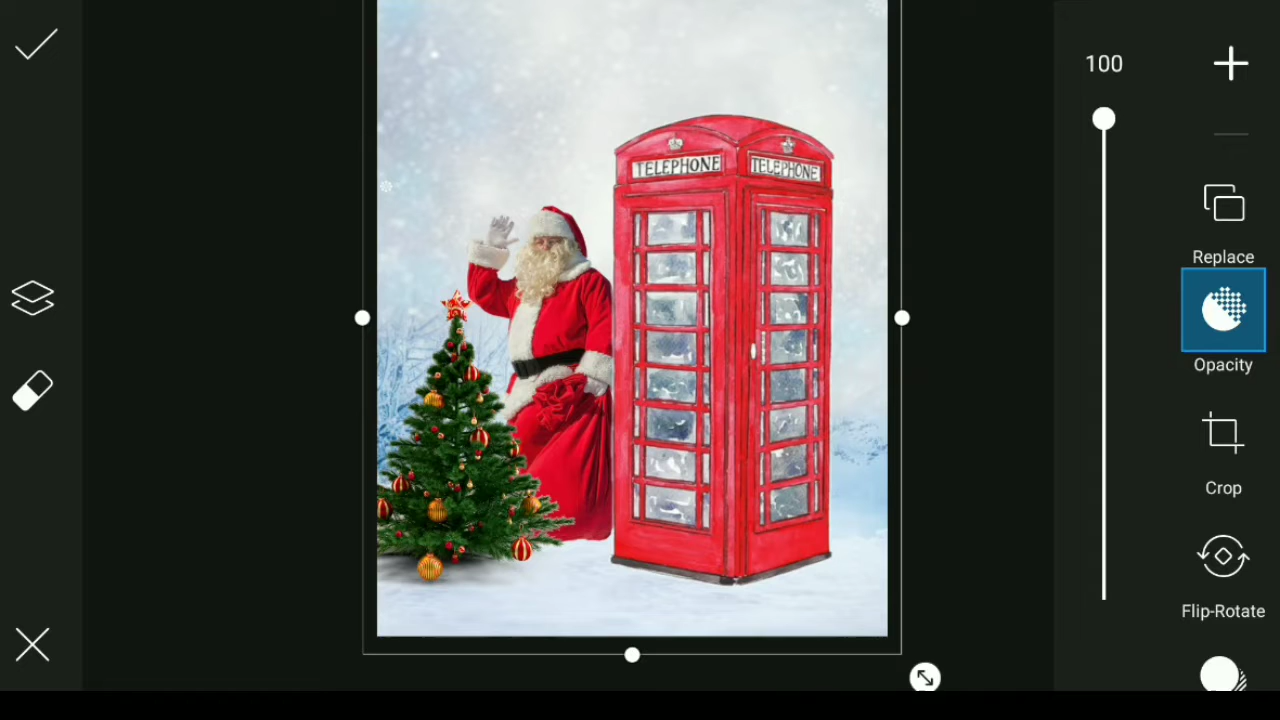 100
TELEPHONE
TELEPHONE
Replace
Opacity
Crop
Flip-Rotate